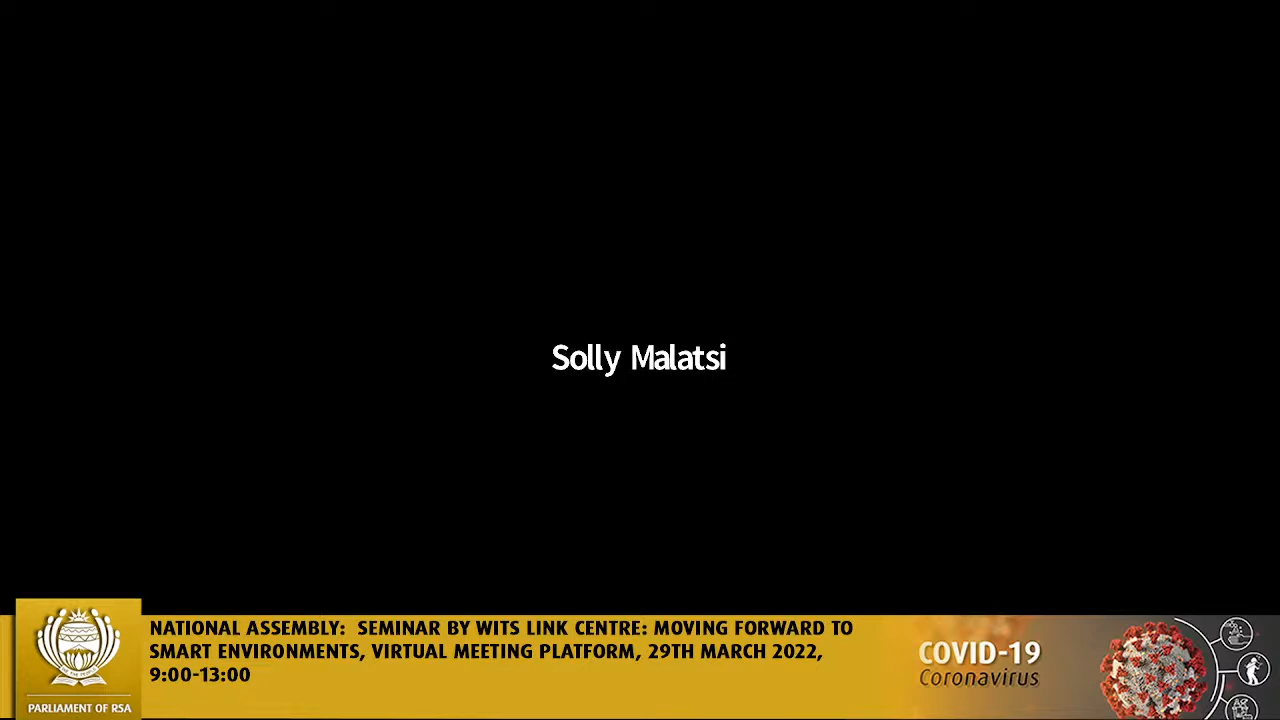 Solly Malatsi
NATIONAL ASSEMBLY: SEMINAR BY WITS LINK CENTRE: MOVING FORWARD TO
SMART ENVIRONMENTS, VIRTUAL MEETING PLATFORM, 29TH MARCH 2022,
9:00-13:00
PARLIAMENT OF RSA
COVID-19
Coronavirus